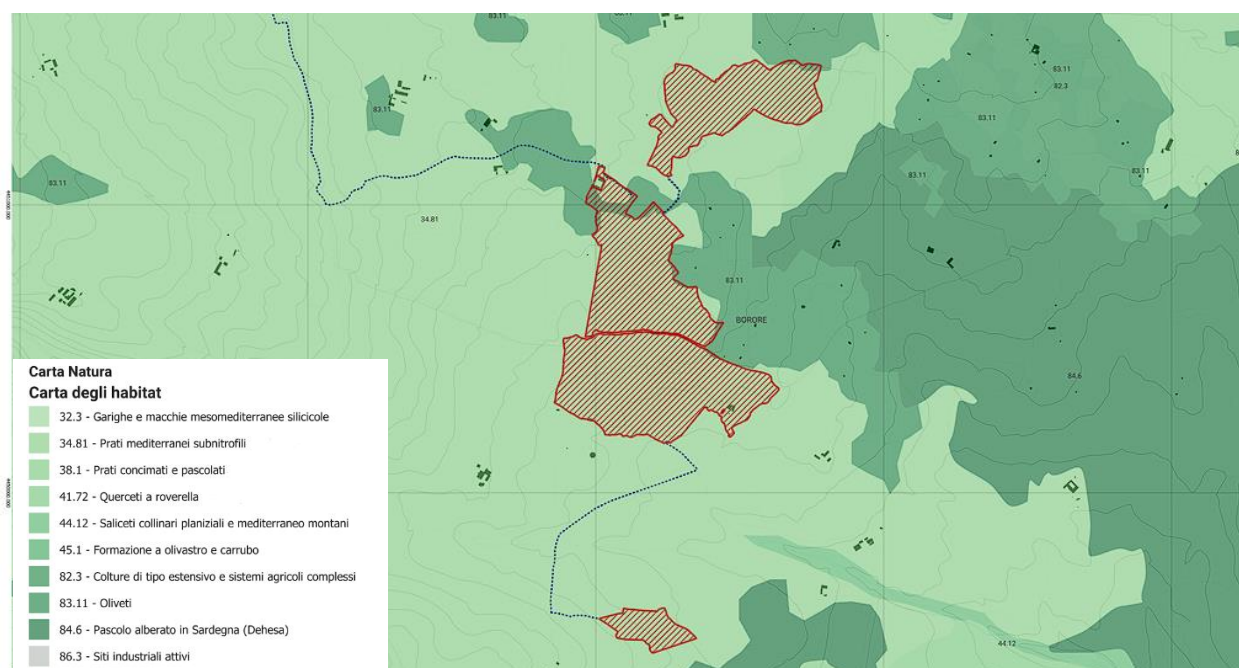 83.11
83.11
83.11
82.3
83.11
83.11
83.11
83.11
83.11
34.81
83.11
BORORE
84.6
44.12
Carta Natura
Carta degli habitat
32.3 - Garighe e macchie mesomediterranee silicicole
34.81 - Prati mediterranei subnitrofili
38.1 - Prati concimati e pascolati
41.72 - Querceti a roverella
44.12 - Saliceti collinari planiziali e mediterraneo montani
45.1 - Formazione a olivastro e carrubo
82.3 - Colture di tipo estensivo e sistemi agricoli complessi
83.11 - Oliveti
84.6 - Pascolo alberato in Sardegna (Dehesa)
86.3 - Siti industriali attivi